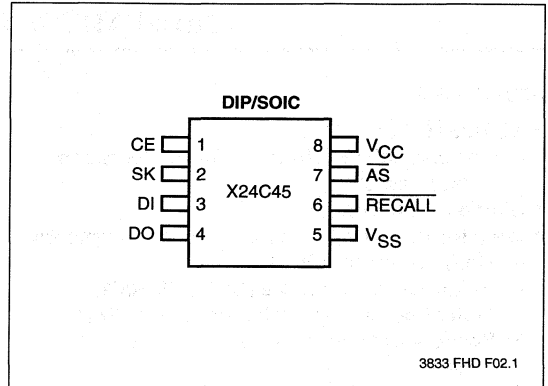 DIP/SOIC
CE 1 8 VCC
SK 2 7 AS
X24C45
DI 3 6 RECALL
DO 4 5 VSS
3833 FHD F02.1